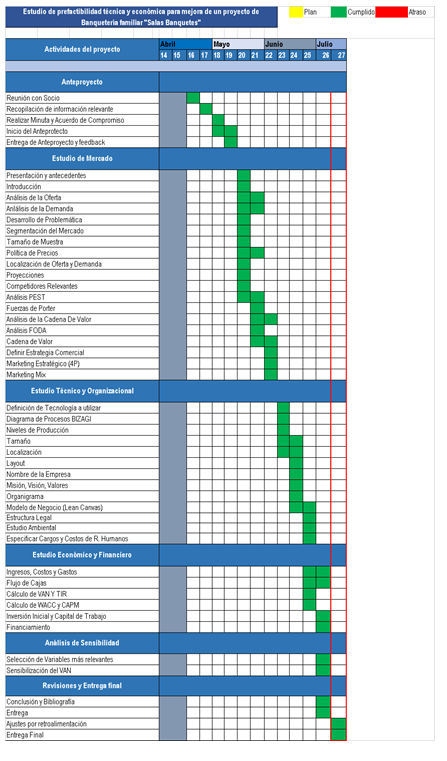 Estudio de prefactibilidad técnica y económica para mejora de un proyecto de
Banquetería familiar "Salas Banquetes"
Plan
Cumplido
Atraso
Actividades del proyecto
Abril Mayo Junio Julio
14 15 16 17 18 19 20 21 22 23 24 25 26 27
Anteproyecto
Reunión con Socio
Recopilación de información relevante
Realizar Minuta y Acuerdo de Compromiso
Inicio del Anteprotecto
Entrega de Anteproyecto y feedback
Estudio de Mercado
Presentación y antecedentes
Introducción
Análisis de la Oferta
Anlálisis de la Demanda
Desarrollo de Problemática
Segmentación del Mercado
Tamaño de Muestra
Política de Precios
Localización de Oferta y Demanda
Proyecciones
Competidores Relevantes
Análisis PEST
Fuerzas de Porter
Análisis de la Cadena De Valor
Análisis FODA
Cadena de Valor
Definir Estrategia Comercial
Marketing Estratégico (4P)
Marketing Mix
Estudio Técnico y Organizacional
Definición de Tecnología a utilizar
Diagrama de Procesos BIZAGI
Niveles de Producción
Tamaño
Localización
Layout
Nombre de la Empresa
Misión, Visión, Valores
Organigrama
Modelo de Negocio (Lean Canvas)
Estructura Legal
Estudio Ambiental
Especificar Cargos y Costos de R. Humanos
Estudio Económico y Financiero
Ingresos, Costos y Gastos
Flujo de Cajas
Cálculo de VAN Y TIR
Cálculo de WACC y CAPM
Inversión Inicial y Capital de Trabajo
Financiamiento
Análisis de Sensibilidad
Selección de Variables más relevantes
Sensibilización del VAN
Revisiones y Entrega final
Conclusión y Bibliografía
Entrega
Ajustes por retroalimentación
Entrega Final